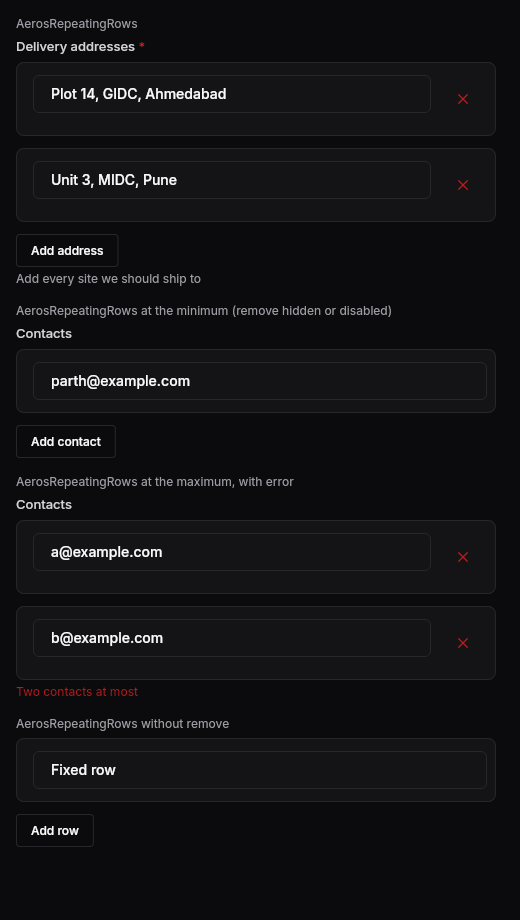 AerosRepeatingRows
Delivery addresses *
Plot 14, GIDC, Ahmedabad
Unit 3, MIDC, Pune
Add address
Add every site we should ship to
AerosRepeatingRows at the minimum (remove hidden or disabled)
Contacts
parth@example.com
Add contact
AerosRepeatingRows at the maximum, with error
Contacts
a@example.com
b@example.com
Two contacts at most
AerosRepeatingRows without remove
Fixed row
Add row